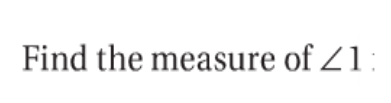 Find the measure of ∠1